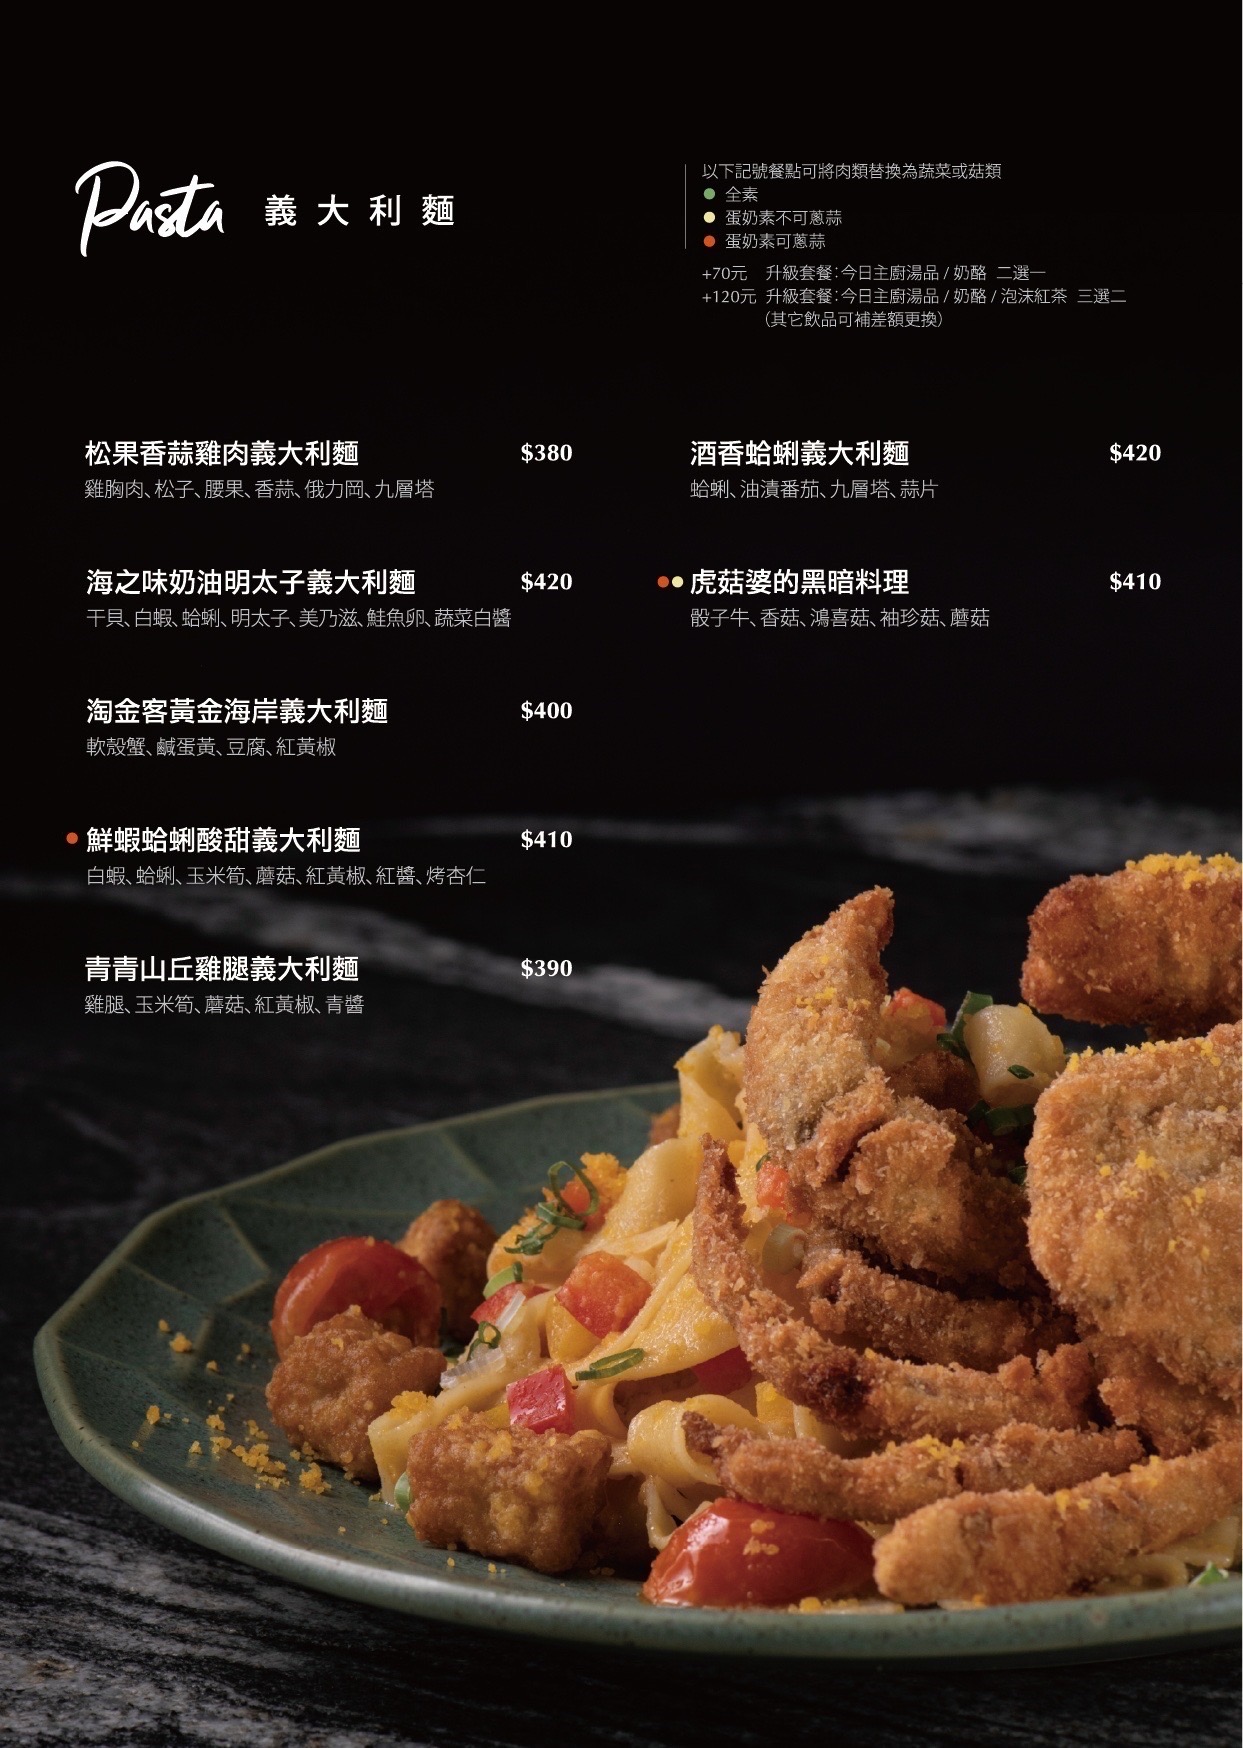 Pasta 義大利麵
以下記號餐點可將肉類替換為蔬菜或菇類
全素
蛋奶素不可蔥蒜
蛋奶素可蔥蒜
+70元 升級套餐：今日主廚湯品 / 奶酪 二選一
+120元 升級套餐：今日主廚湯品 / 奶酪 / 泡沫紅茶 三選二
（其它飲品可補差額更換）
松果香蒜雞肉義大利麵 $380
雞胸肉、松子、腰果、香蒜、俄力岡、九層塔
海之味奶油明太子義大利麵 $420
干貝、白蝦、蛤蜊、明太子、美乃滋、鮭魚卵、蔬菜白醬
淘金客黃金海岸義大利麵 $400
軟殼蟹、鹹蛋黃、豆腐、紅黃椒
鮮蝦蛤蜊酸甜義大利麵 $410
白蝦、蛤蜊、玉米筍、蘑菇、紅黃椒、紅醬、烤杏仁
青青山丘雞腿義大利麵 $390
雞腿、玉米筍、蘑菇、紅黃椒、青醬
酒香蛤蜊義大利麵 $420
蛤蜊、油漬番茄、九層塔、蒜片
虎菇婆的黑暗料理 $410
骰子牛、香菇、鴻喜菇、袖珍菇、蘑菇